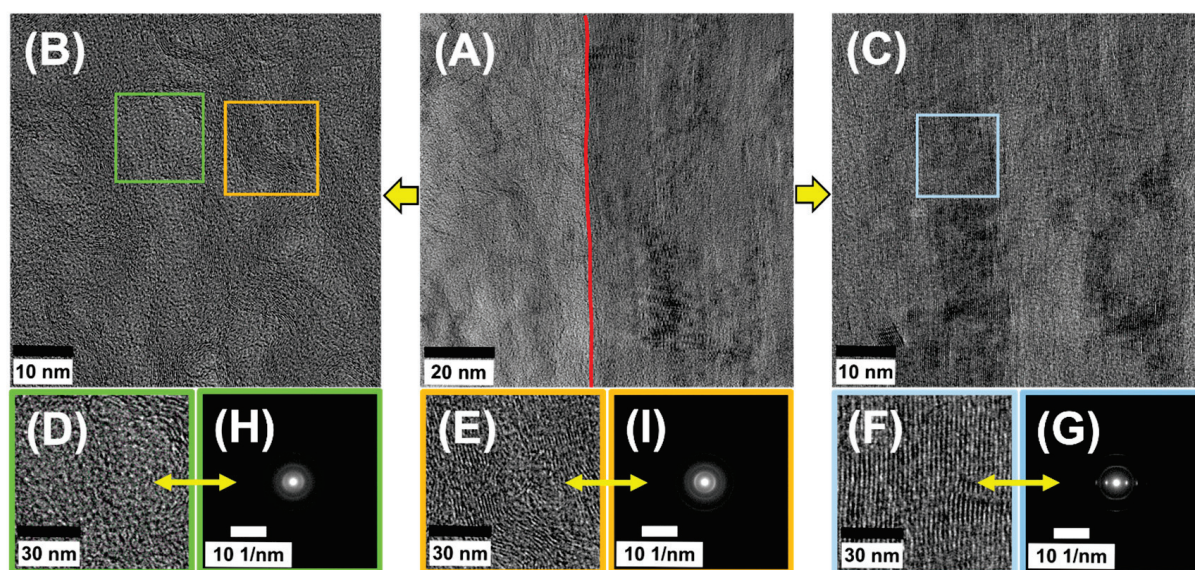 (B)
(A)
(C)
10 nm
20 nm
10 nm
(D)
(H)
(E)
(I)
(F)
(G)
30 nm
10 1/nm
30 nm
10 1/nm
30 nm
10 1/nm